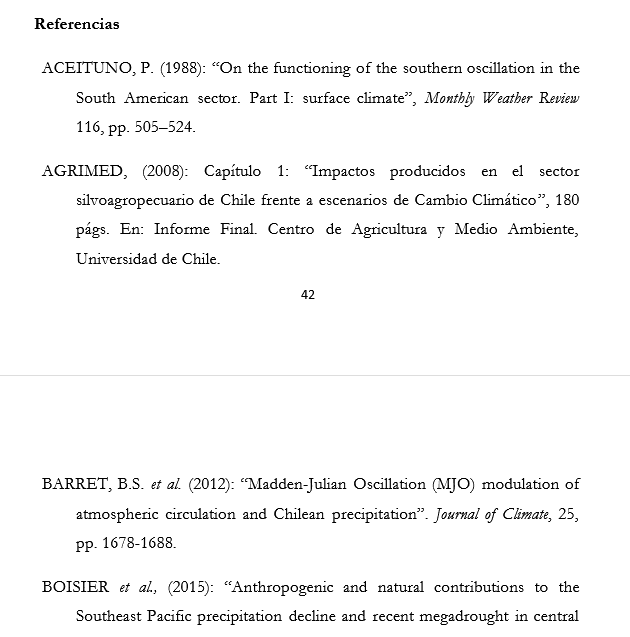 Referencias
ACEITUNO, P. (1988): “On the functioning of the southern oscillation in the
South American sector. Part I: surface climate”, Monthly Weather Review
116, pp. 505–524.
AGRIMED, (2008): Capítulo 1: “Impactos producidos en el sector
silvoagropecuario de Chile frente a escenarios de Cambio Climático”, 180
págs. En: Informe Final. Centro de Agricultura y Medio Ambiente,
Universidad de Chile.
42
BARRET, B.S. et al. (2012): “Madden-Julian Oscillation (MJO) modulation of
atmospheric circulation and Chilean precipitation”. Journal of Climate, 25,
pp. 1678-1688.
BOISIER et al., (2015): “Anthropogenic and natural contributions to the
Southeast Pacific precipitation decline and recent megadrought in central